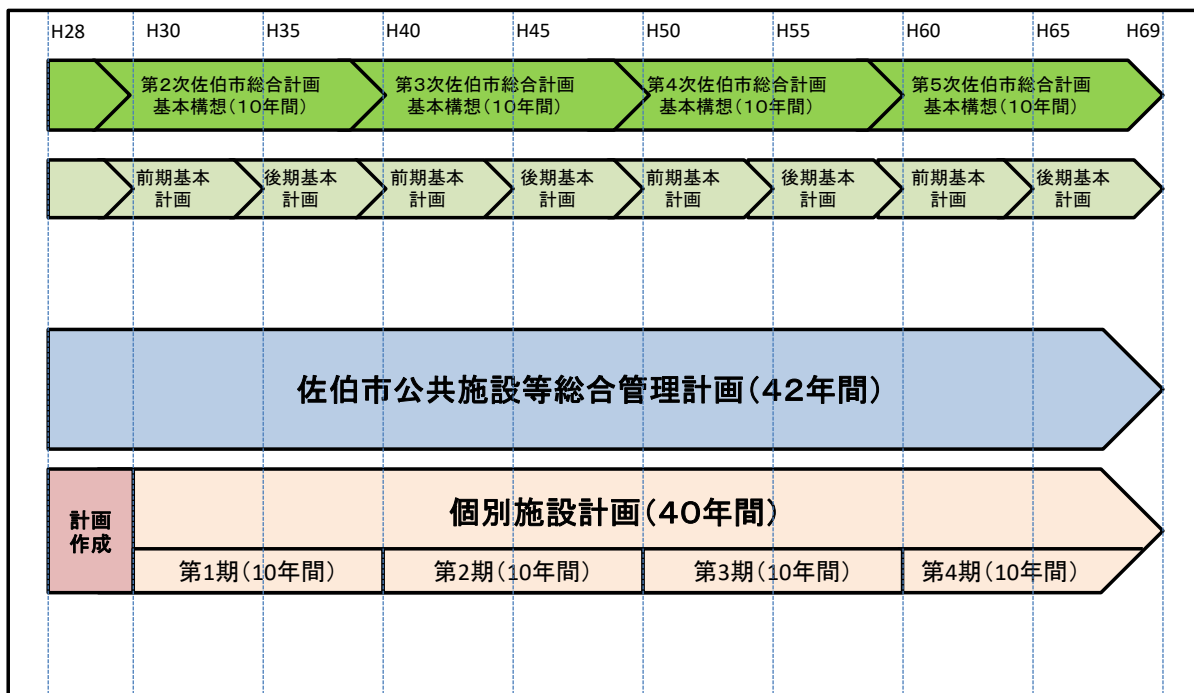 H28 H30 H35 H40 H45 H50 H55 H60 H65 H69
第2次佐伯市総合計画
基本構想(10年間)
第3次佐伯市総合計画
基本構想(10年間)
第4次佐伯市総合計画
基本構想(10年間)
第5次佐伯市総合計画
基本構想(10年間)
前期基本
計画
後期基本
計画
前期基本
計画
後期基本
計画
前期基本
計画
後期基本
計画
前期基本
計画
後期基本
計画
佐伯市公共施設等総合管理計画(42年間)
計画
作成
個別施設計画(40年間)
第1期(10年間)
第2期(10年間)
第3期(10年間)
第4期(10年間)